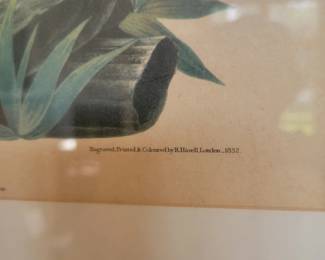 Engraved, Printed & Coloured by R. Havell, London, 1832.